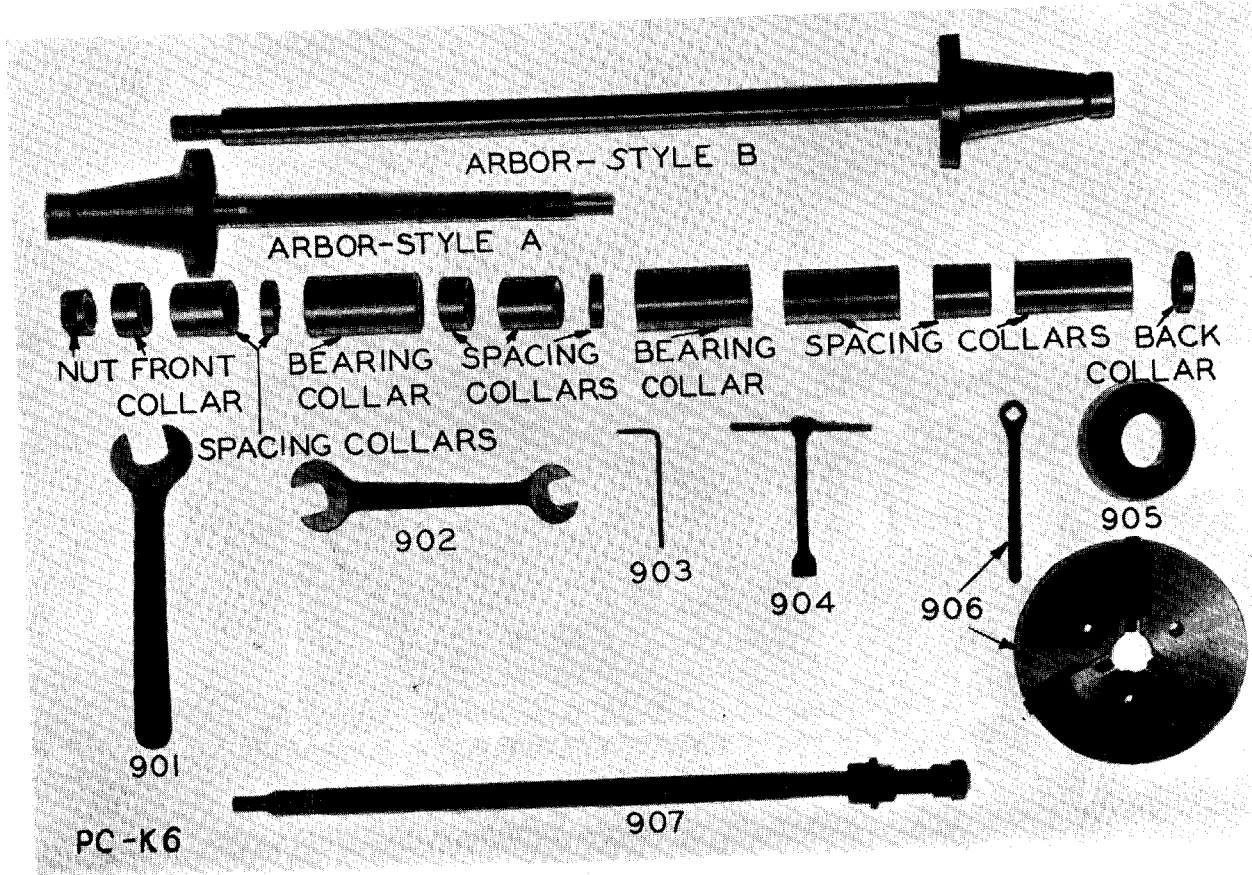 ARBOR-STYLE B
ARBOR-STYLE A
NUT
FRONT
COLLAR
SPACING COLLARS
BEARING
COLLAR
SPACING
COLLARS
BEARING
COLLAR
SPACING COLLARS
BACK
COLLAR
901
902
903
904
905
906
907
PC-K6